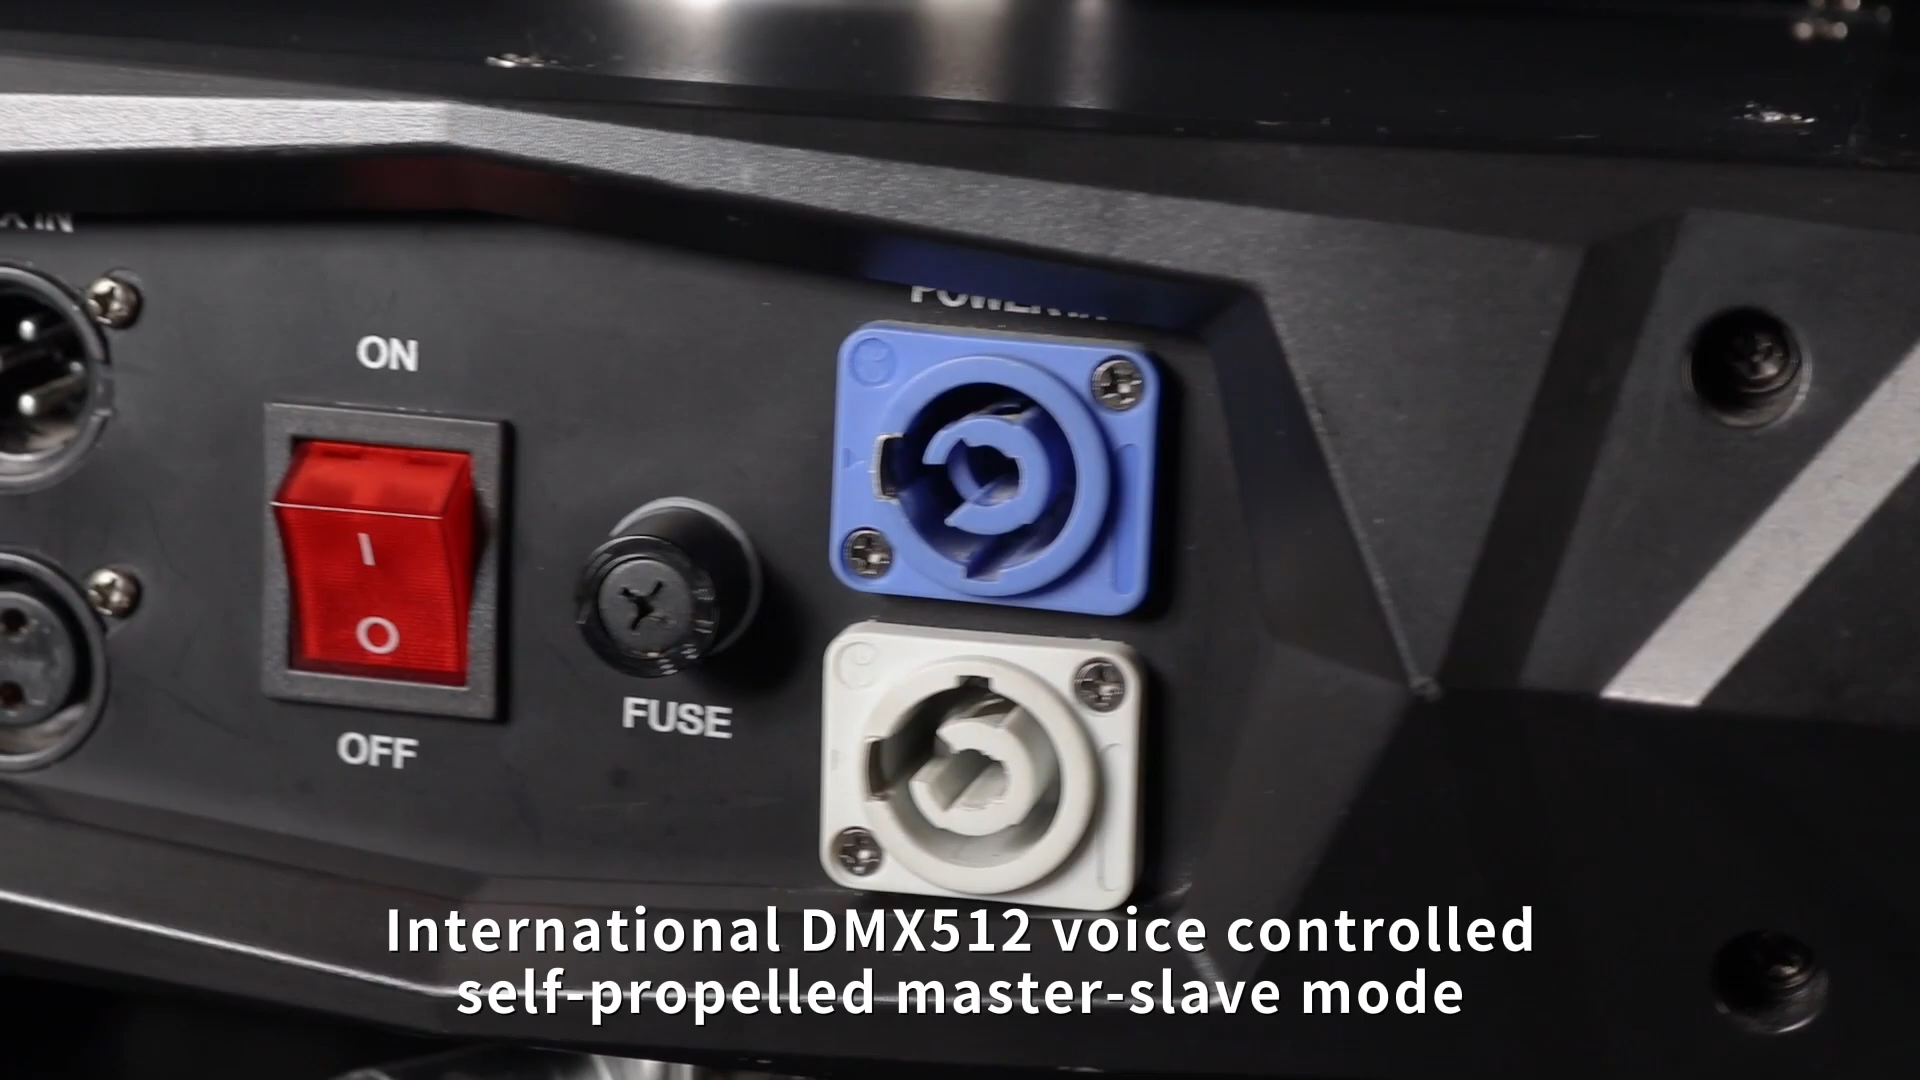 ON
I
O
OFF
FUSE
International DMX512 voice controlled
self-propelled master-slave mode